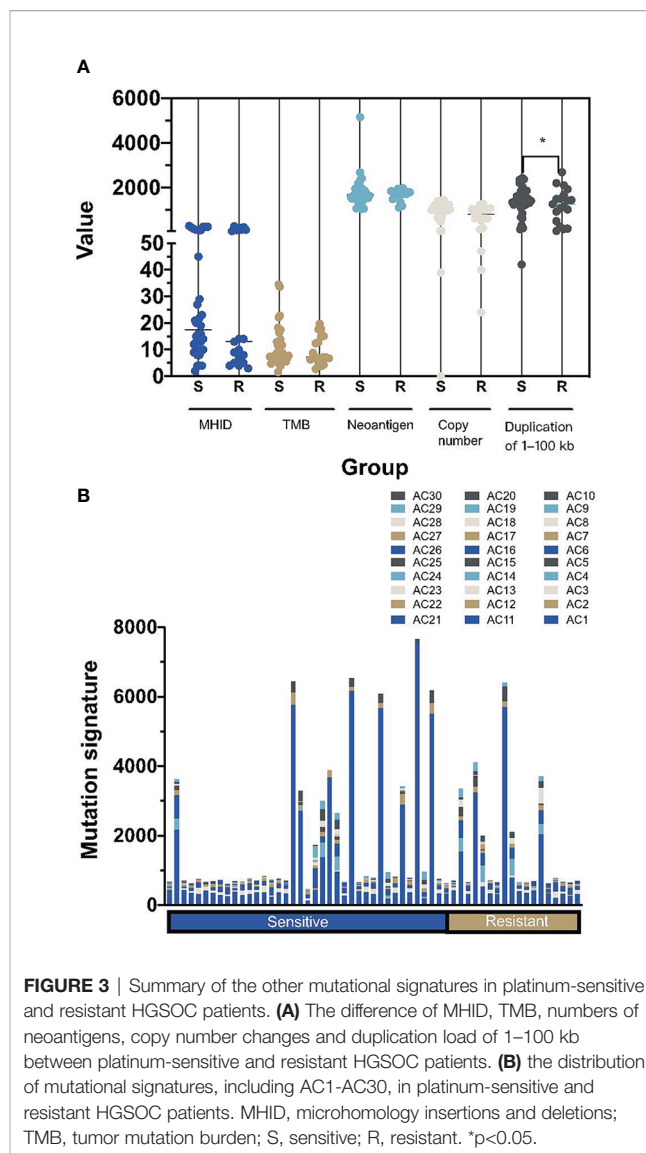 A
6000
4000
2000
50
40
30
20
10
0
Value
*
S R S R S R S R S R
MHID TMB Neoantigen Copy number Duplication of 1–100 kb
Group
B
AC30 AC20 AC10
AC29 AC19 AC9
AC28 AC18 AC8
AC27 AC17 AC7
AC26 AC16 AC6
AC25 AC15 AC5
AC24 AC14 AC4
AC23 AC13 AC3
AC22 AC12 AC2
AC21 AC11 AC1
8000
6000
4000
2000
0
Mutation signature
Sensitive Resistant
FIGURE 3 | Summary of the other mutational signatures in platinum-sensitive
and resistant HGSOC patients. (A) The difference of MHID, TMB, numbers of
neoantigens, copy number changes and duplication load of 1–100 kb
between platinum-sensitive and resistant HGSOC patients. (B) the distribution
of mutational signatures, including AC1-AC30, in platinum-sensitive and
resistant HGSOC patients. MHID, microhomology insertions and deletions;
TMB, tumor mutation burden; S, sensitive; R, resistant. *p<0.05.